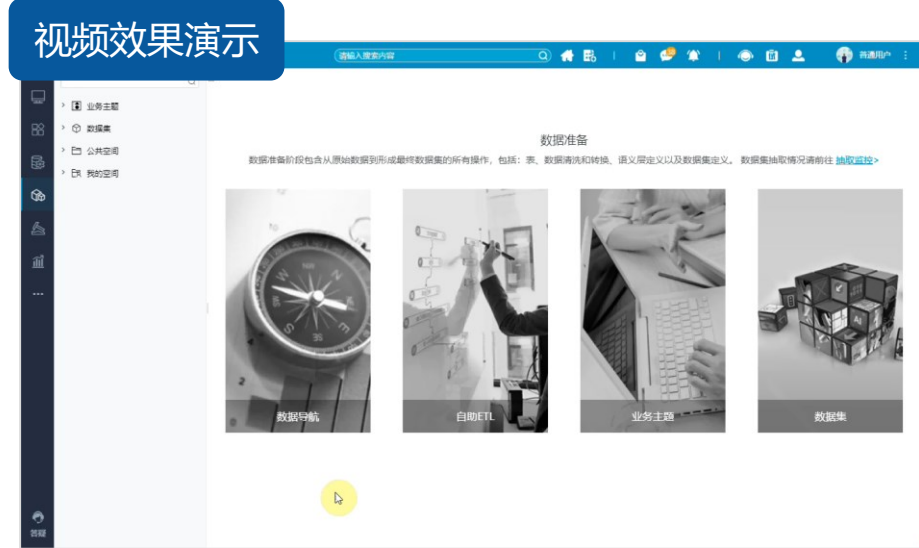 视频效果演示
请输入搜索内容
普通用户
业务主题
数据集
公共空间
我的空间
数据准备
数据准备阶段包含从原始数据到形成最终数据集的所有操作，包括：表、数据清洗和转换、语义层定义以及数据集定义。 数据集抽取情况请前往 抽取监控>
数据导航
自助ETL
业务主题
数据集